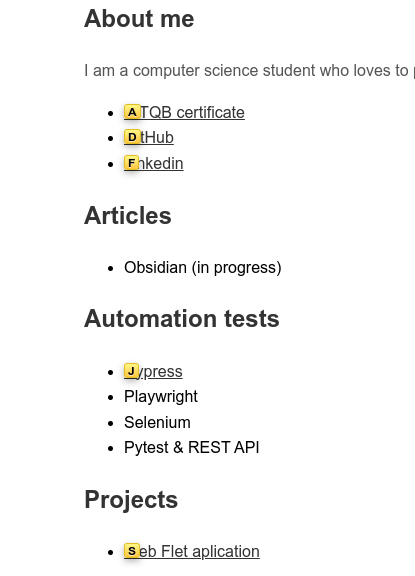 About me
I am a computer science student who loves to
A TQB certificate
D tHub
F nkedin
Articles
Obsidian (in progress)
Automation tests
J ypress
Playwright
Selenium
Pytest & REST API
Projects
S eb Flet aplication